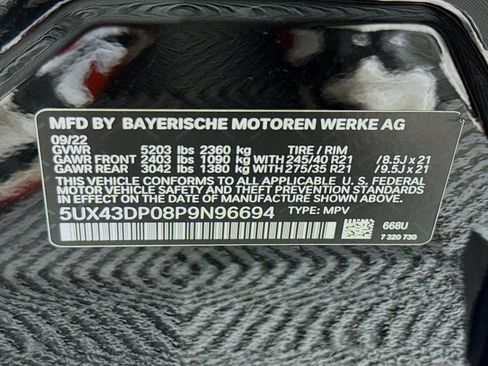 MFD BY BAYERISCHE MOTOREN WERKE AG
09/22
GVWR 5203 lbs 2360 kg TIRE / RIM
GAWR FRONT 2403 lbs 1090 kg WITH 245/40 R21 /8.5J x 21
GAWR REAR 3042 lbs 1380 kg WITH 275/35 R21 /9.5J x 21
THIS VEHICLE CONFORMS TO ALL APPLICABLE U.S. FEDERAL
MOTOR VEHICLE SAFETY, BUMPER, AND THEFT PREVENTION
STANDARDS IN EFFECT ON THE DATE OF MANUFACTURE SHOWN ABOVE.
5UX43DP08P9N96694 TYPE: MPV
668U
7 320 730